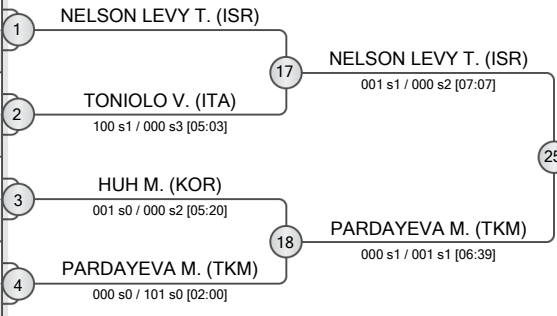 NELSON LEVY T. (ISR)
1
17
NELSON LEVY T. (ISR)
001 s1 / 000 s2 [07:07]
TONIOLO V. (ITA)
2
100 s1 / 000 s3 [05:03]
25
HUH M. (KOR)
3
001 s0 / 000 s2 [05:20]
18
PARDAYEVA M. (TKM)
000 s1 / 001 s1 [06:39]
PARDAYEVA M. (TKM)
4
000 s0 / 101 s0 [02:00]